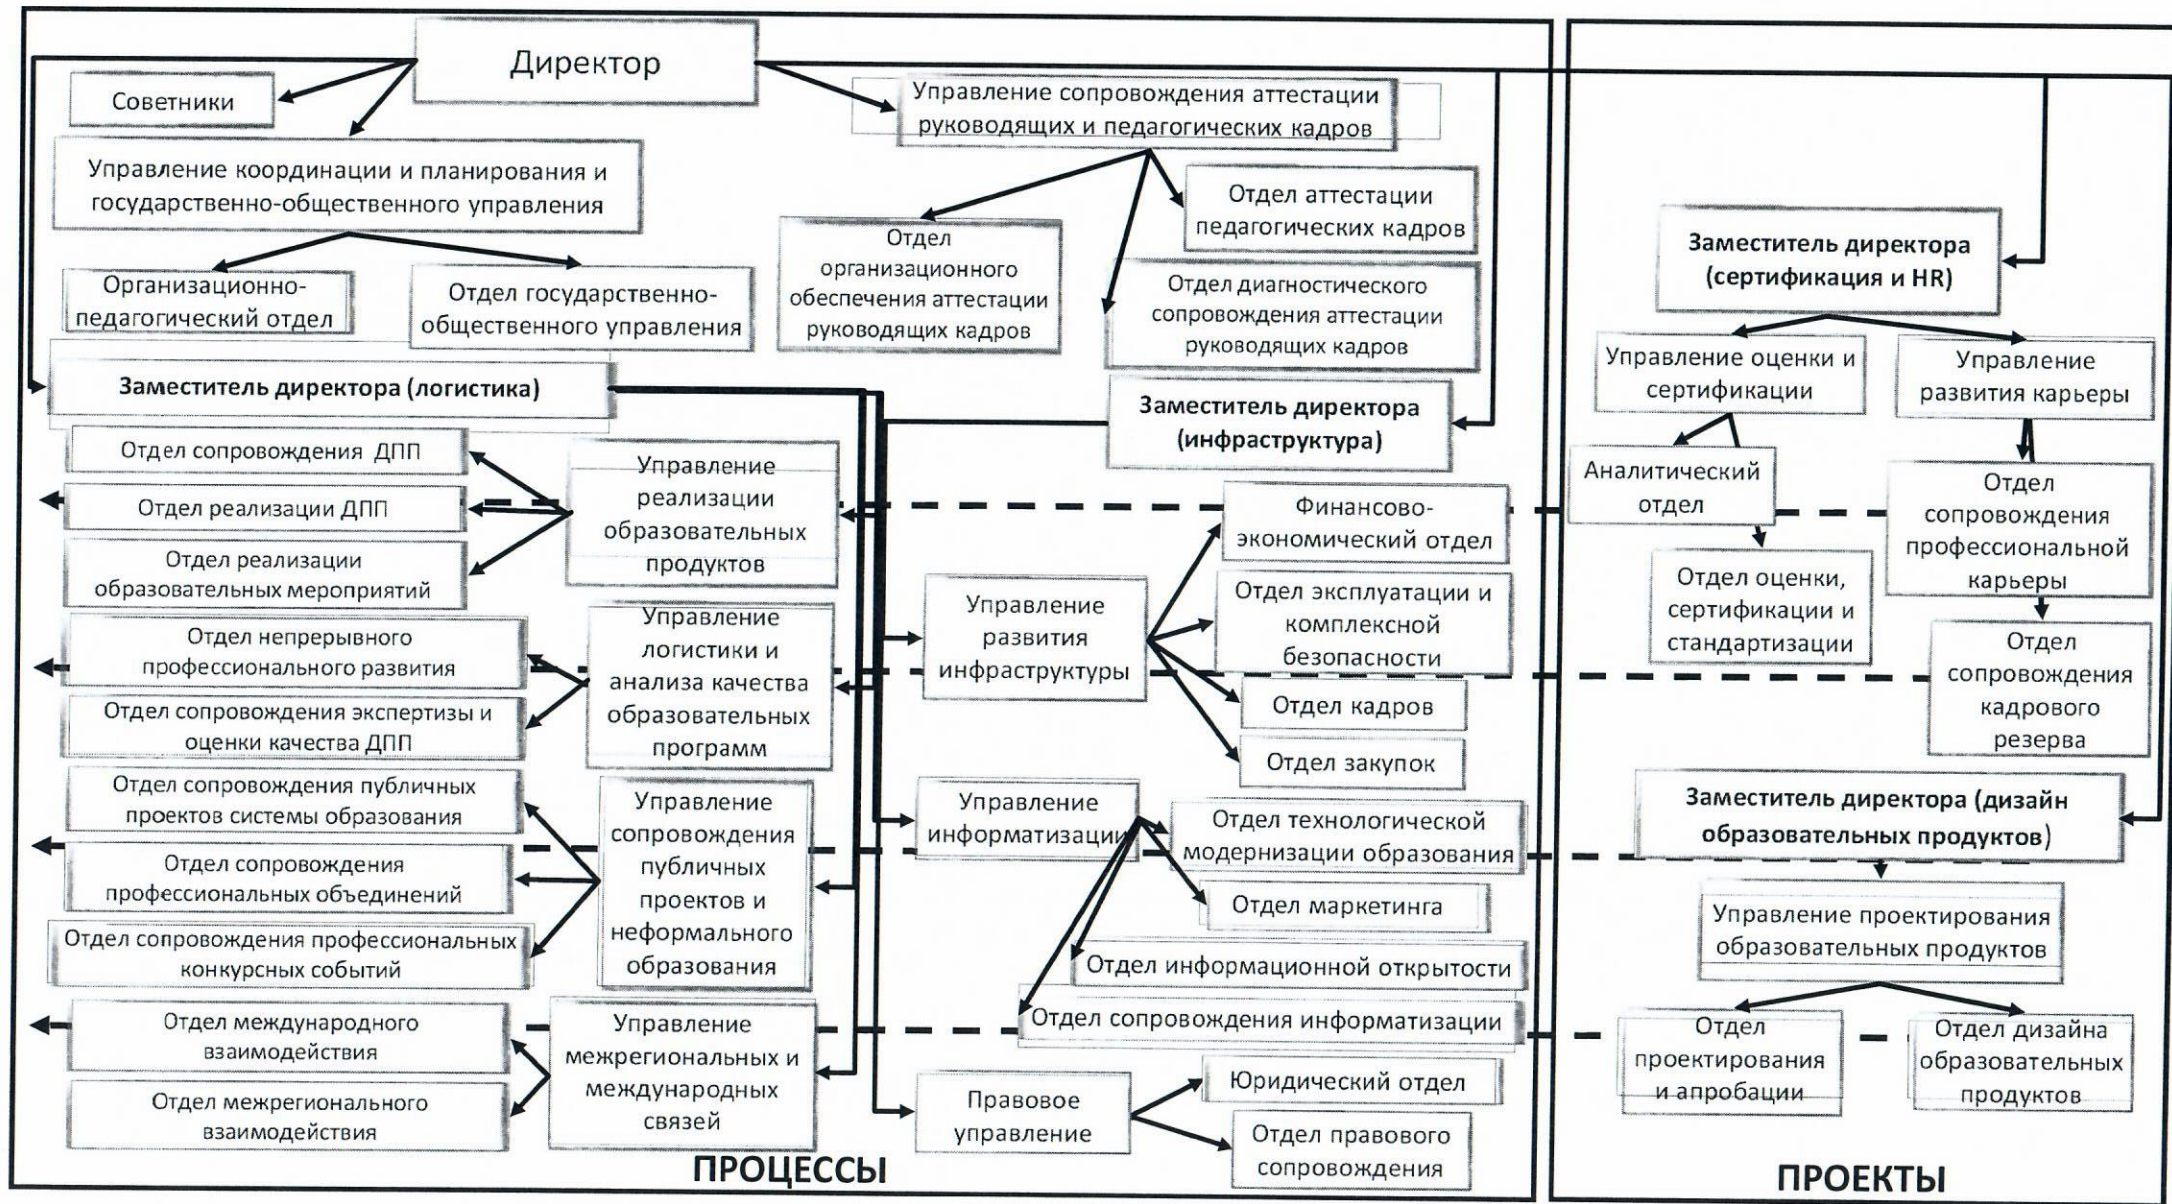 Директор
Советники
Управление координации и планирования и
государственно-общественного управления
Организационно-
педагогический отдел
Отдел государственно-
общественного управления
Управление сопровождения аттестации
руководящих и педагогических кадров
Отдел
организационного
обеспечения аттестации
руководящих кадров
Отдел аттестации
педагогических кадров
Отдел диагностического
сопровождения аттестации
руководящих кадров
Заместитель директора (логистика)
Отдел сопровождения ДПП
Отдел реализации ДПП
Отдел реализации
образовательных мероприятий
Управление
реализации
образовательных
продуктов
Отдел непрерывного
профессионального развития
Отдел сопровождения экспертизы и
оценки качества ДПП
Управление
логистики и
анализа качества
образовательных
программ
Отдел сопровождения публичных
проектов системы образования
Отдел сопровождения
профессиональных объединений
Отдел сопровождения профессиональных
конкурсных событий
Управление
сопровождения
публичных
проектов и
неформального
образования
Отдел международного
взаимодействия
Отдел межрегионального
взаимодействия
Управление
межрегиональных и
международных
связей
Заместитель директора
(инфраструктура)
Управление
развития
инфраструктуры
Финансово-
экономический отдел
Отдел эксплуатации и
комплексной
безопасности
Отдел кадров
Отдел закупок
Управление
информатизации
Отдел технологической
модернизации образования
Отдел маркетинга
Отдел информационной открытости
Отдел сопровождения информатизации
Правовое
управление
Юридический отдел
Отдел правового
сопровождения
ПРОЦЕССЫ
Заместитель директора
(сертификация и HR)
Управление оценки и
сертификации
Управление
развития карьеры
Аналитический
отдел
Отдел оценки,
сертификации и
стандартизации
Отдел
сопровождения
профессиональной
карьеры
Отдел
сопровождения
кадрового
резерва
Заместитель директора (дизайн
образовательных продуктов)
Управление проектирования
образовательных продуктов
Отдел
проектирования
и апробации
Отдел дизайна
образовательных
продуктов
ПРОЕКТЫ